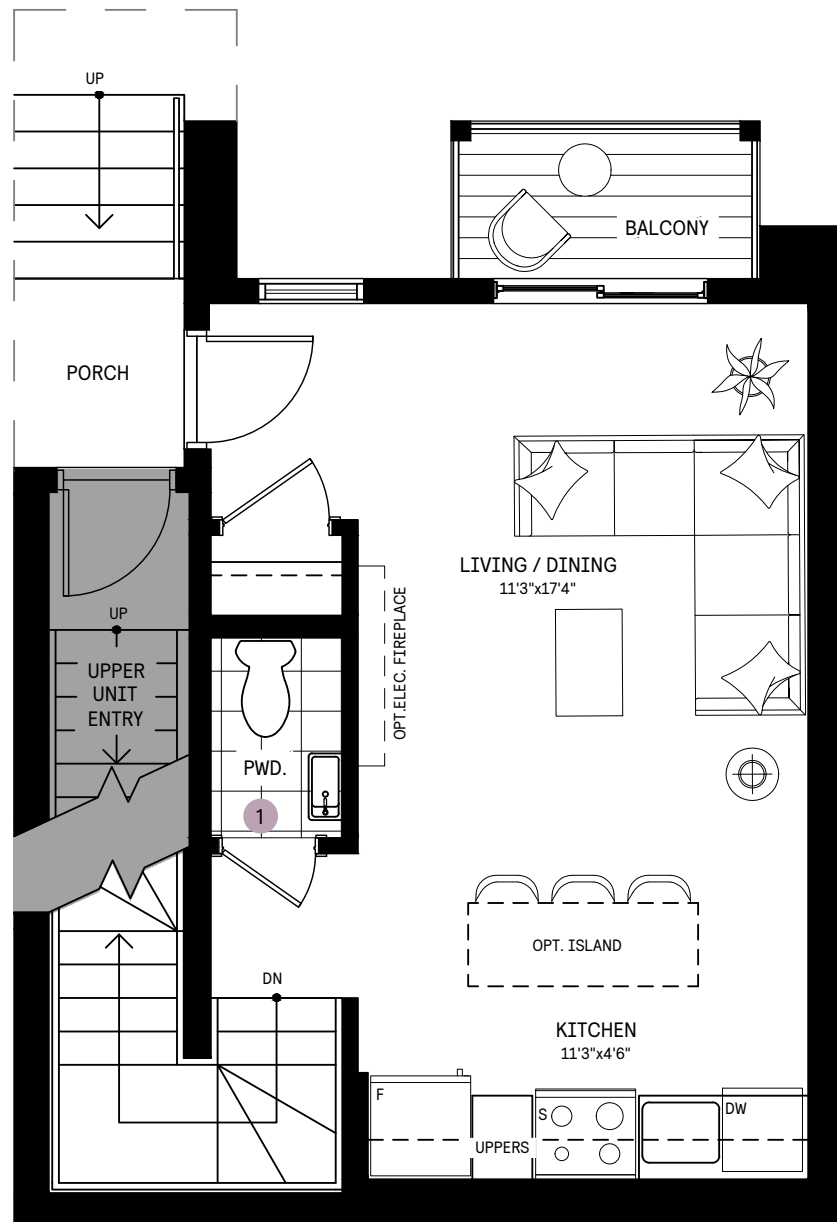 UP
BALCONY
PORCH
LIVING / DINING
11'3"x17'4"
OPT.ELEC. FIREPLACE
UP
UPPER
UNIT
ENTRY
PWD.
1
OPT. ISLAND
DN
KITCHEN
11'3"x4'6"
F
S
DW
UPPERS